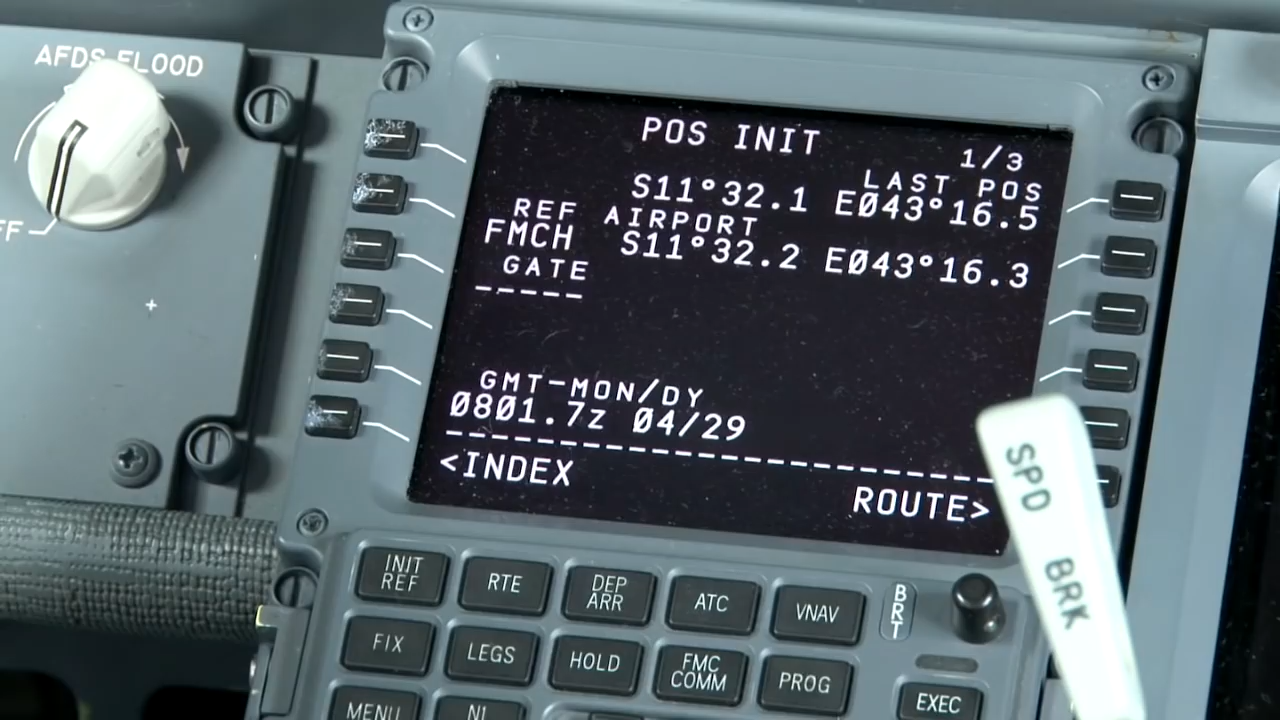 AFDS FLOOD
FF
POS INIT
1/3
LAST POS
S11°32.1 E043°16.5
REF AIRPORT
FMCH S11°32.2 E043°16.3
GATE
-----
GMT-MON/DY
0801.7z 04/29
<INDEX
ROUTE>
SPD BRK
INIT REF
RTE
DEP ARR
ATC
VNAV
BRT
FIX
LEGS
HOLD
FMC COMM
PROG
EXEC
MENU
N1